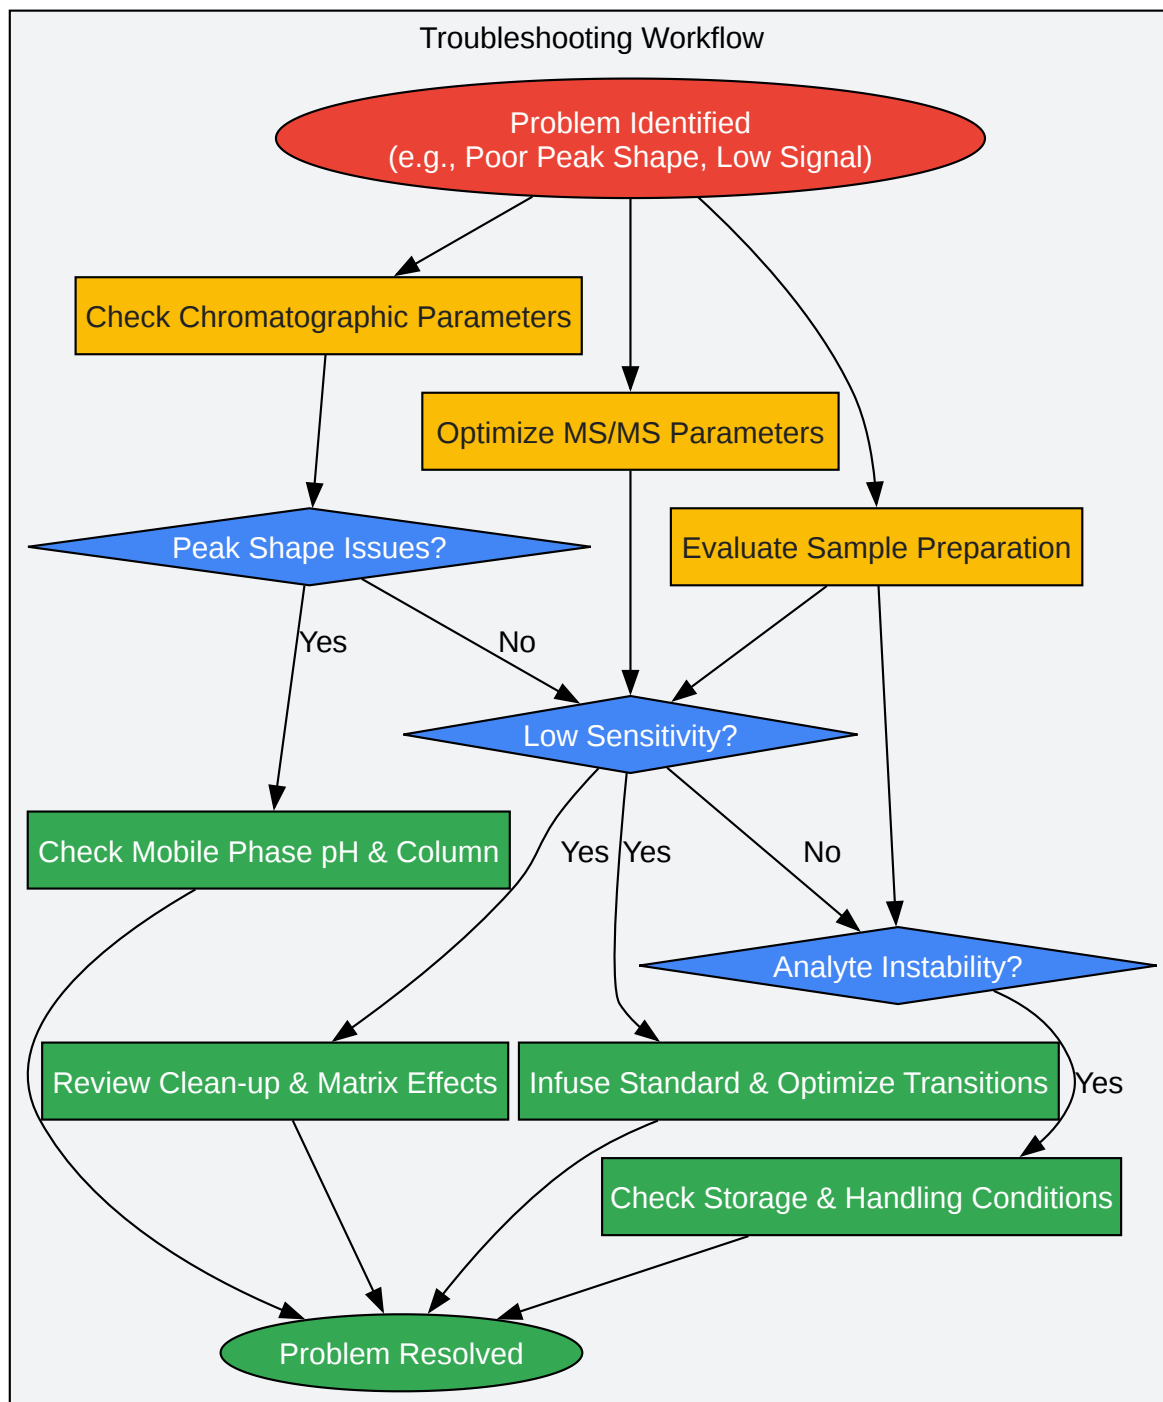 Troubleshooting Workflow
Problem Identified
(e.g., Poor Peak Shape, Low Signal)
Check Chromatographic Parameters
Optimize MS/MS Parameters
Peak Shape Issues?
Evaluate Sample Preparation
Yes
No
Low Sensitivity?
Check Mobile Phase pH & Column
Yes
Yes
No
Analyte Instability?
Review Clean-up & Matrix Effects
Infuse Standard & Optimize Transitions
Yes
Check Storage & Handling Conditions
Problem Resolved